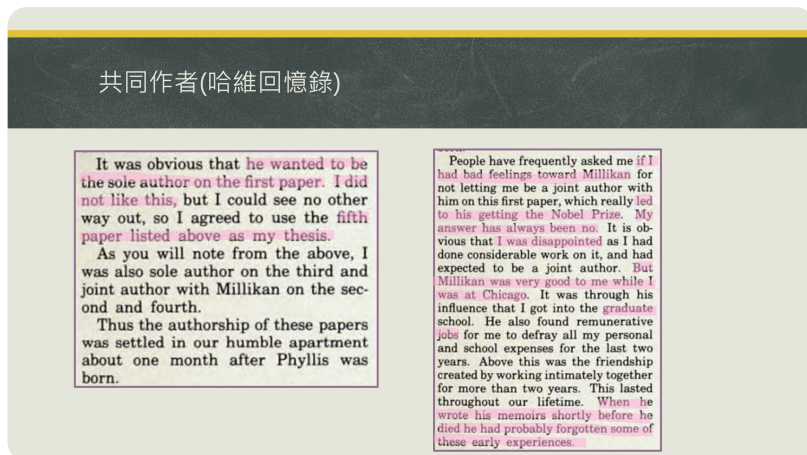 共同作者(哈維回憶錄)
It was obvious that he wanted to be
the sole author on the first paper. I did
not like this, but I could see no other
way out, so I agreed to use the fifth
paper listed above as my thesis.
As you will note from the above, I
was also sole author on the third and
joint author with Millikan on the sec-
ond and fourth.
Thus the authorship of these papers
was settled in our humble apartment
about one month after Phyllis was
born.
People have frequently asked me if I
had bad feelings toward Millikan for
not letting me be a joint author with
him on this first paper, which really led
to his getting the Nobel Prize. My
answer has always been no. It is ob-
vious that I was disappointed as I had
done considerable work on it, and had
expected to be a joint author. But
Millikan was very good to me while I
was at Chicago. It was through his
influence that I got into the graduate
school. He also found remunerative
jobs for me to defray all my personal
and school expenses for the last two
years. Above this was the friendship
created by working intimately together
for more than two years. This lasted
throughout our lifetime. When he
wrote his memoirs shortly before he
died he had probably forgotten some of
these early experiences.